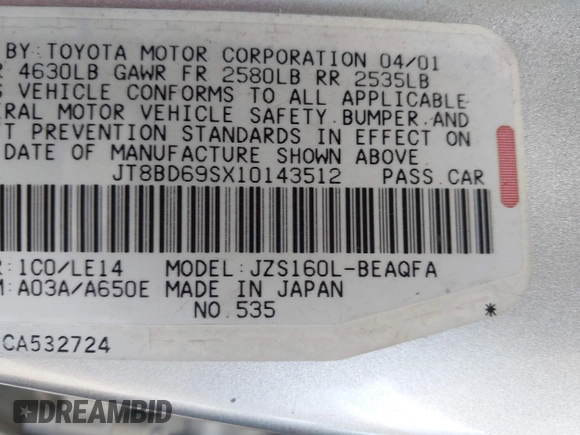 BY: TOYOTA MOTOR CORPORATION 04/01
R 4630LB GAWR FR 2580LB RR 2535LB
S VEHICLE CONFORMS TO ALL APPLICABLE
ERAL MOTOR VEHICLE SAFETY, BUMPER, AND
FT PREVENTION STANDARDS IN EFFECT ON
DATE OF MANUFACTURE SHOWN ABOVE.
JT8BD69SX10143512 PASS.CAR
R:1C0/LE14 MODEL:JZS160L-BEAQFA
M:A03A/A650E MADE IN JAPAN
NO.535 *
CA532724
DREAMBID